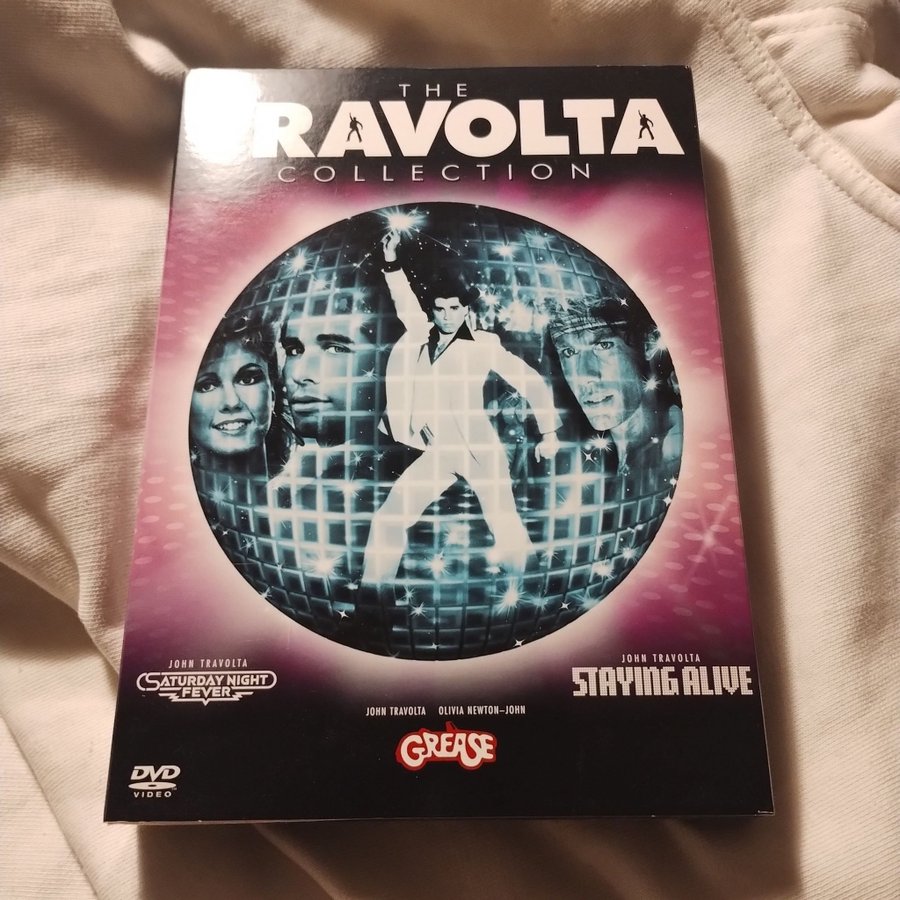 THE
TRAVOLTA
COLLECTION
JOHN TRAVOLTA
SATURDAY NIGHT
FEVER
JOHN TRAVOLTA
STAYING ALIVE
JOHN TRAVOLTA OLIVIA NEWTON–JOHN
GREASE
DVD
VIDEO